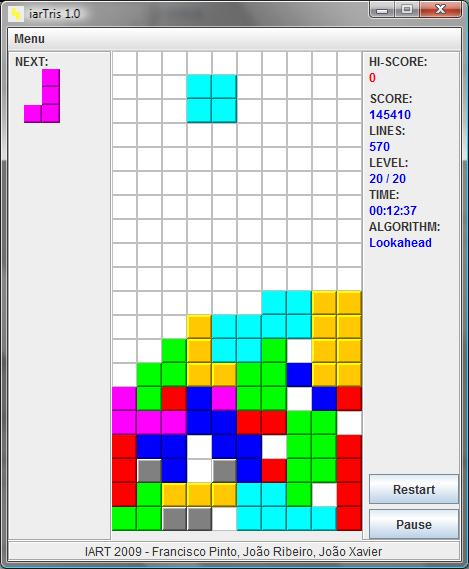 iarTris 1.0
Menu
NEXT:
HI-SCORE:
0
SCORE:
145410
LINES:
570
LEVEL:
20 / 20
TIME:
00:12:37
ALGORITHM:
Lookahead
Restart
Pause
IART 2009 - Francisco Pinto, João Ribeiro, João Xavier